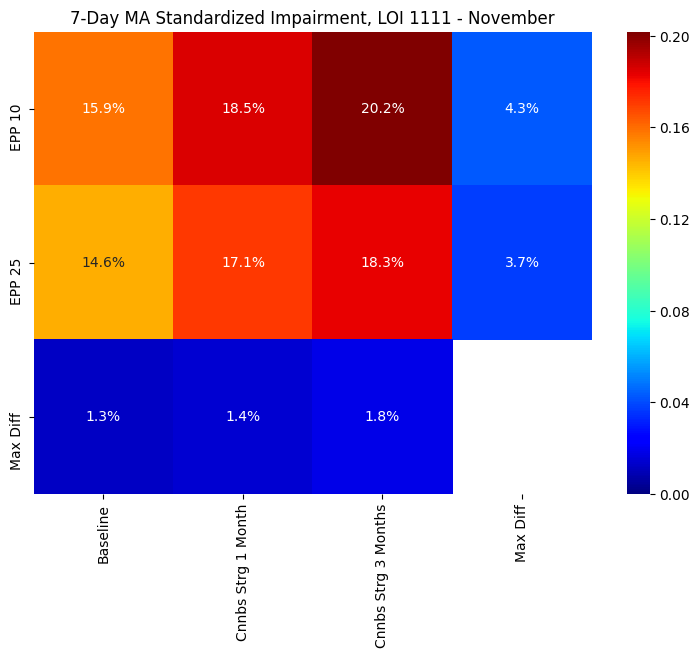 7-Day MA Standardized Impairment, LOI 1111 - November
EPP 10
15.9%
18.5%
20.2%
4.3%
EPP 25
14.6%
17.1%
18.3%
3.7%
Max Diff
1.3%
1.4%
1.8%
Baseline
Cnnbs Strg 1 Month
Cnnbs Strg 3 Months
Max Diff
0.20
0.16
0.12
0.08
0.04
0.00